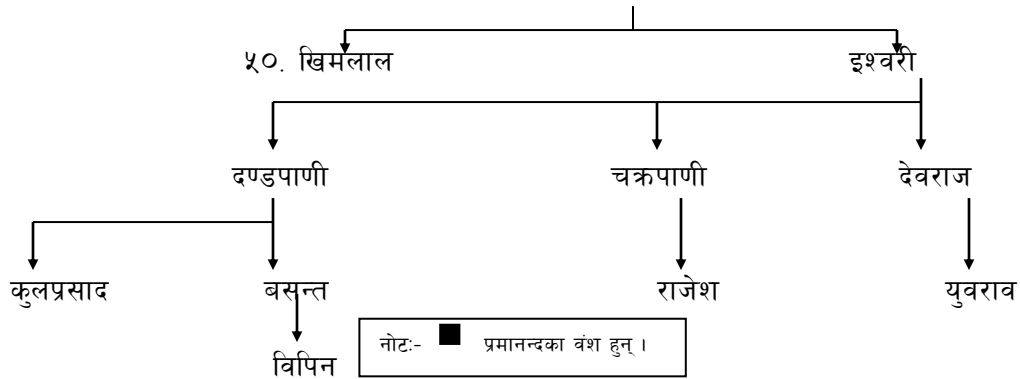 ५०. खिमलाल इश्वरी
दण्डपाणी चक्रपाणी देवराज
कुलप्रसाद बसन्त राजेश युवराव
नोटः- ■ प्रमानन्दका वंश हुन् ।
विपिन